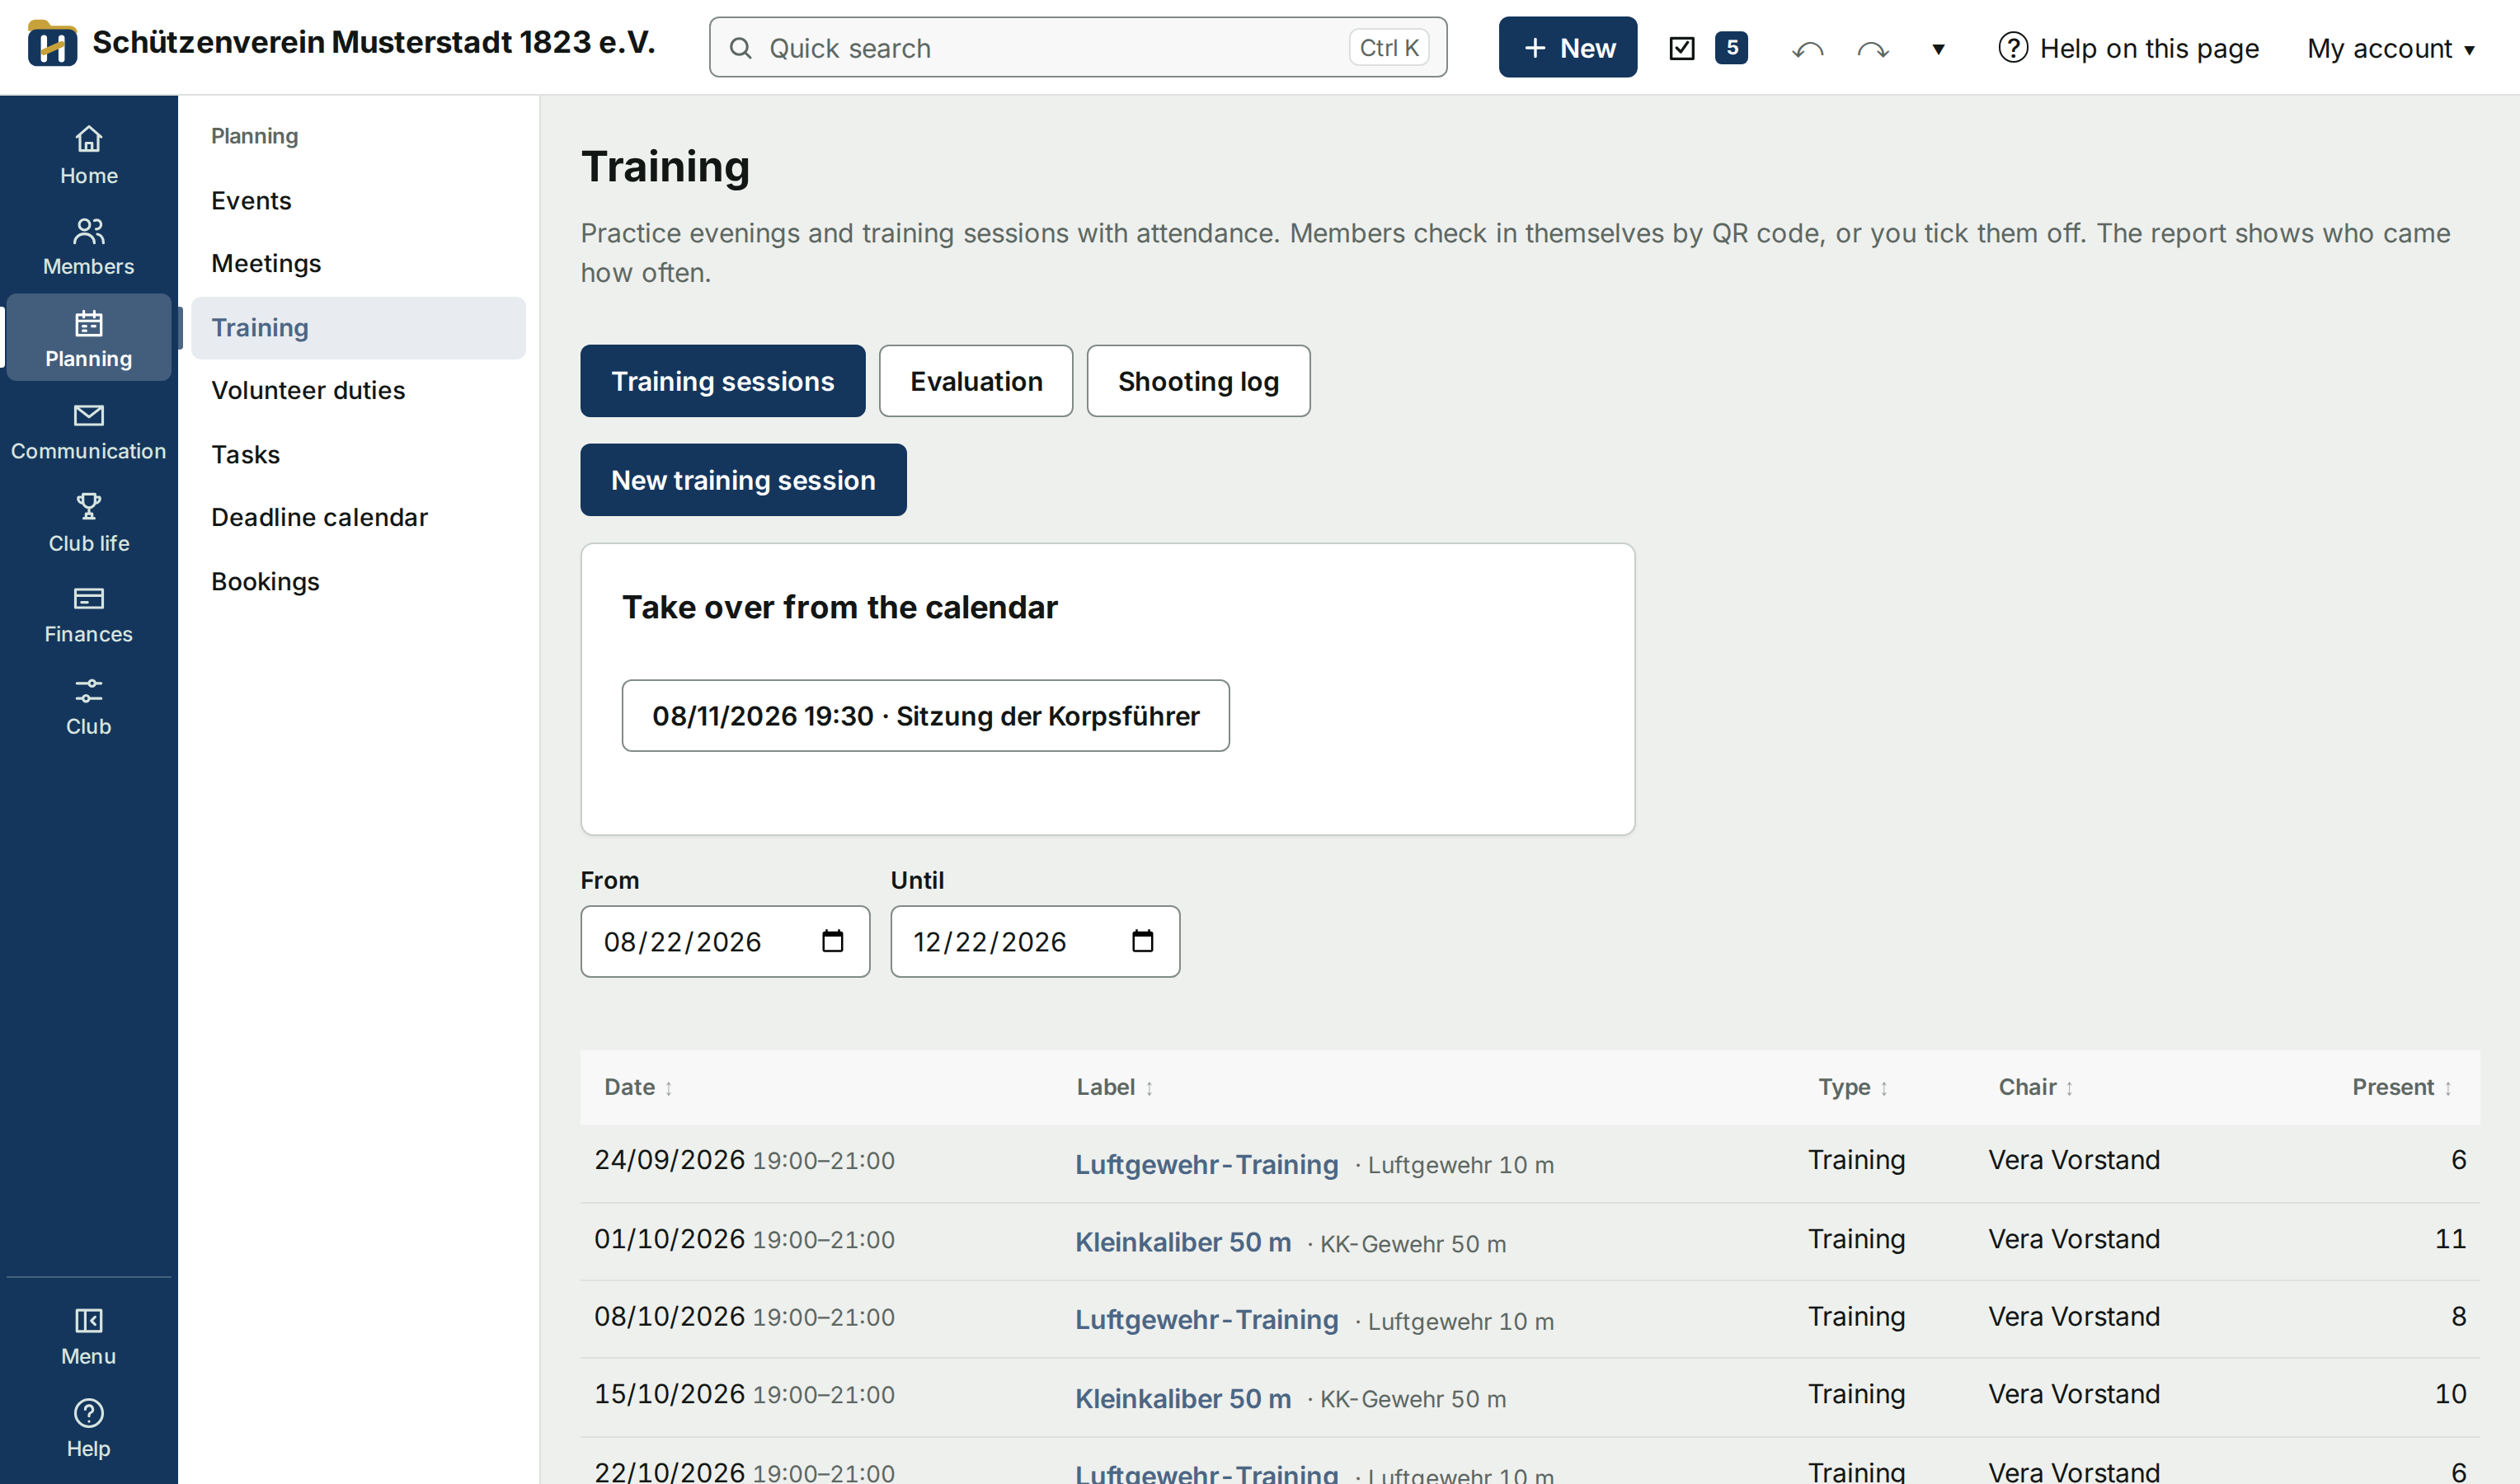 Schützenverein Musterstadt 1823 e.V.
Quick search
Ctrl K
+ New
5
Help on this page
My account
Home
Members
Planning
Communication
Club life
Finances
Club
Menu
Help
Planning
Events
Meetings
Training
Volunteer duties
Tasks
Deadline calendar
Bookings
Training
Practice evenings and training sessions with attendance. Members check in themselves by QR code, or you tick them off. The report shows who came
how often.
Training sessions
Evaluation
Shooting log
New training session
Take over from the calendar
08/11/2026 19:30 · Sitzung der Korpsführer
From
Until
08/22/2026
12/22/2026
Date Label Type Chair Present
24/09/2026 19:00–21:00 Luftgewehr-Training · Luftgewehr 10 m Training Vera Vorstand 6
01/10/2026 19:00–21:00 Kleinkaliber 50 m · KK-Gewehr 50 m Training Vera Vorstand 11
08/10/2026 19:00–21:00 Luftgewehr-Training · Luftgewehr 10 m Training Vera Vorstand 8
15/10/2026 19:00–21:00 Kleinkaliber 50 m · KK-Gewehr 50 m Training Vera Vorstand 10
22/10/2026 19:00–21:00 Luftgewehr-Training · Luftgewehr 10 m Training Vera Vorstand 6